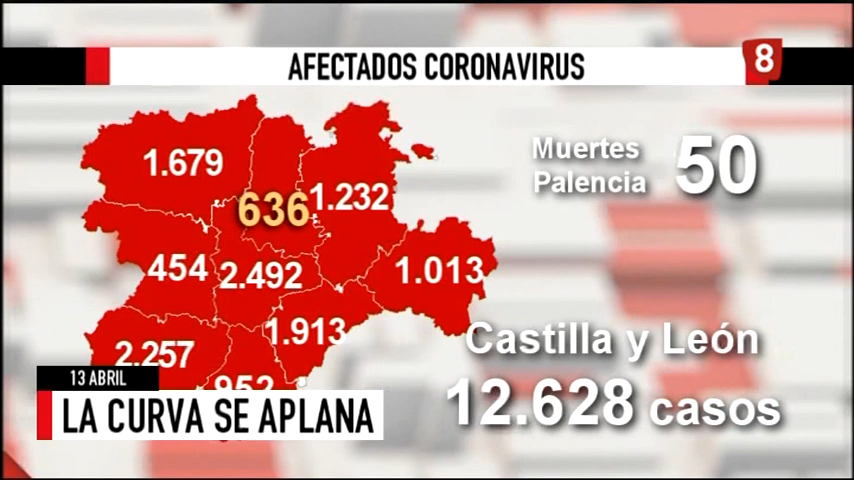 AFECTADOS CORONAVIRUS
8
Muertes
Palencia
50
1.679
636
1.232
454
2.492
1.013
1.913
2.257
952
Castilla y León
12.628 casos
13 ABRIL
LA CURVA SE APLANA